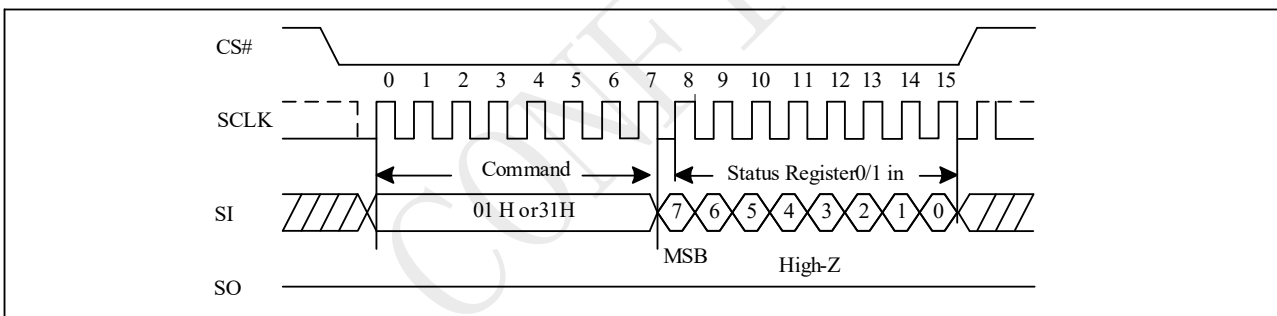 CS#
0 1 2 3 4 5 6 7 8 9 10 11 12 13 14 15
SCLK
Command
Status Register0/1 in
SI
01 H or31H
7 6 5 4 3 2 1 0
MSB
High-Z
SO